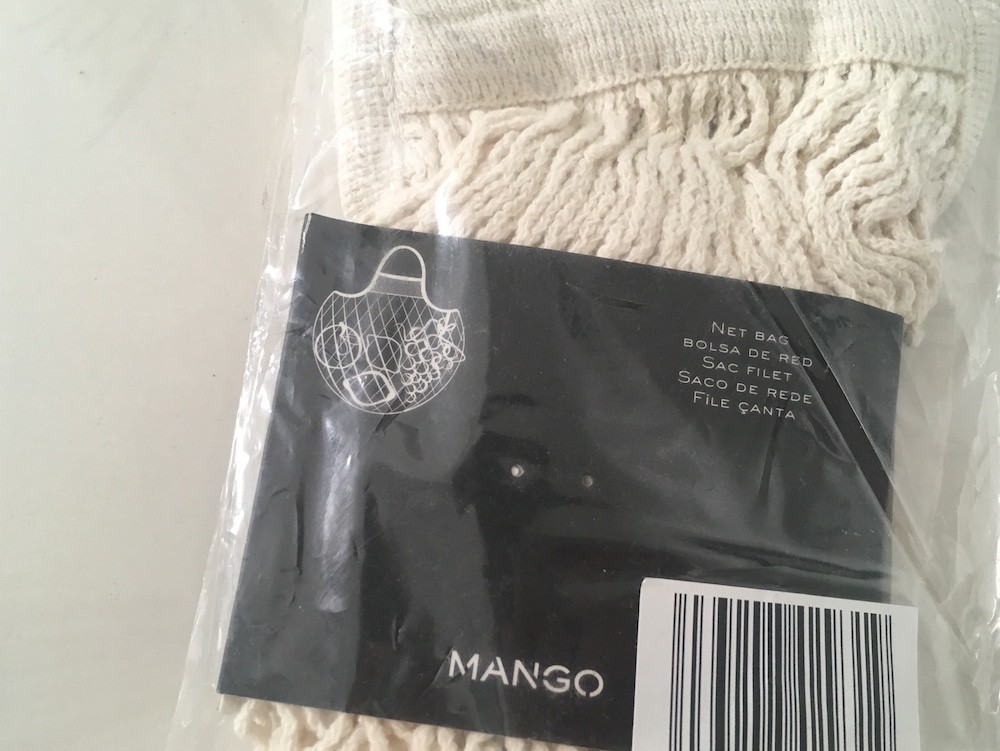 NET BAG
BOLSA DE RED
SAC FILET
SACO DE REDE
FİLE ÇANTA
MANGO